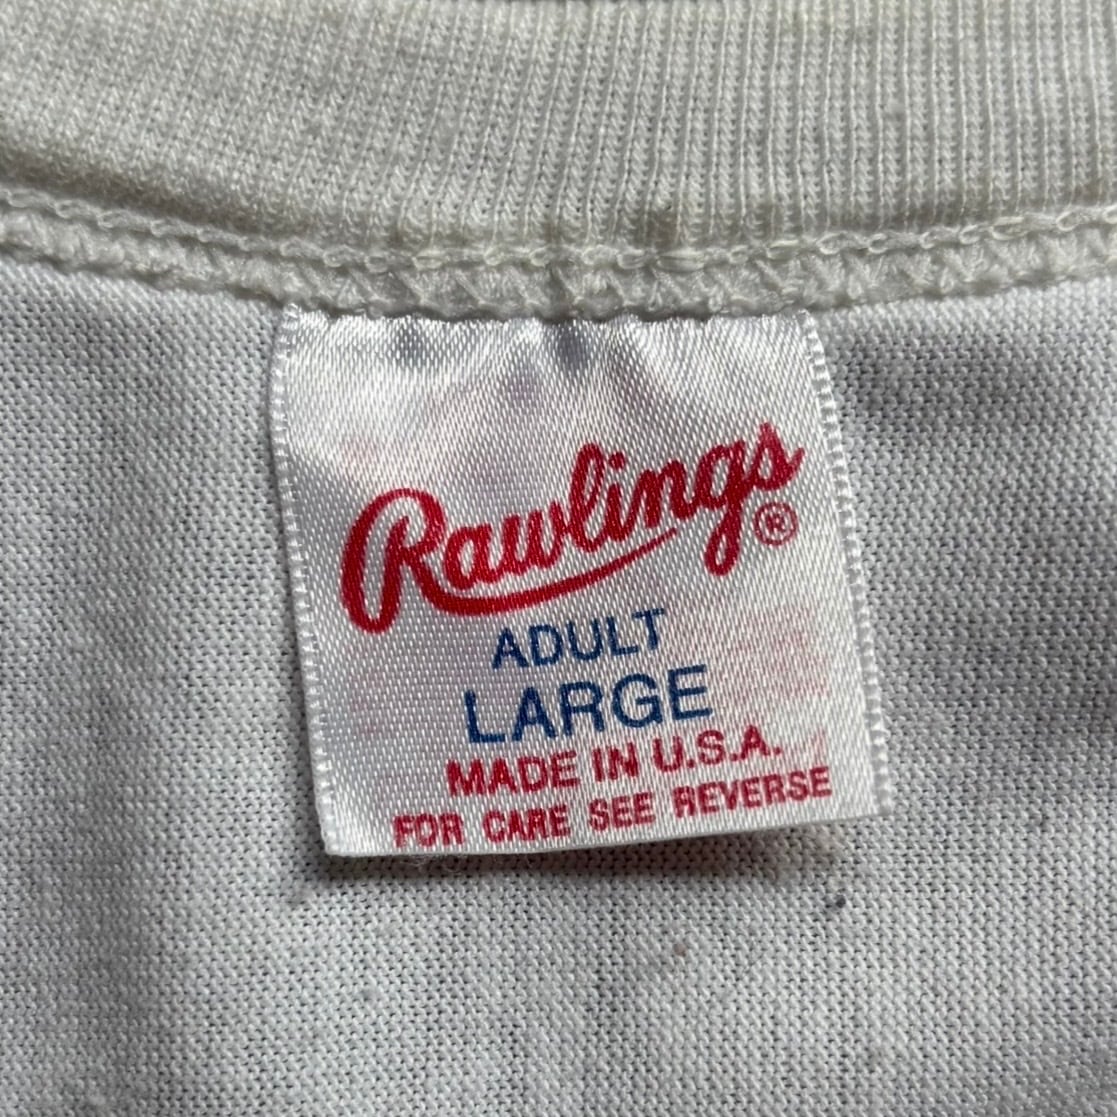 Rawlings®
ADULT
LARGE
MADE IN U.S.A.
FOR CARE SEE REVERSE